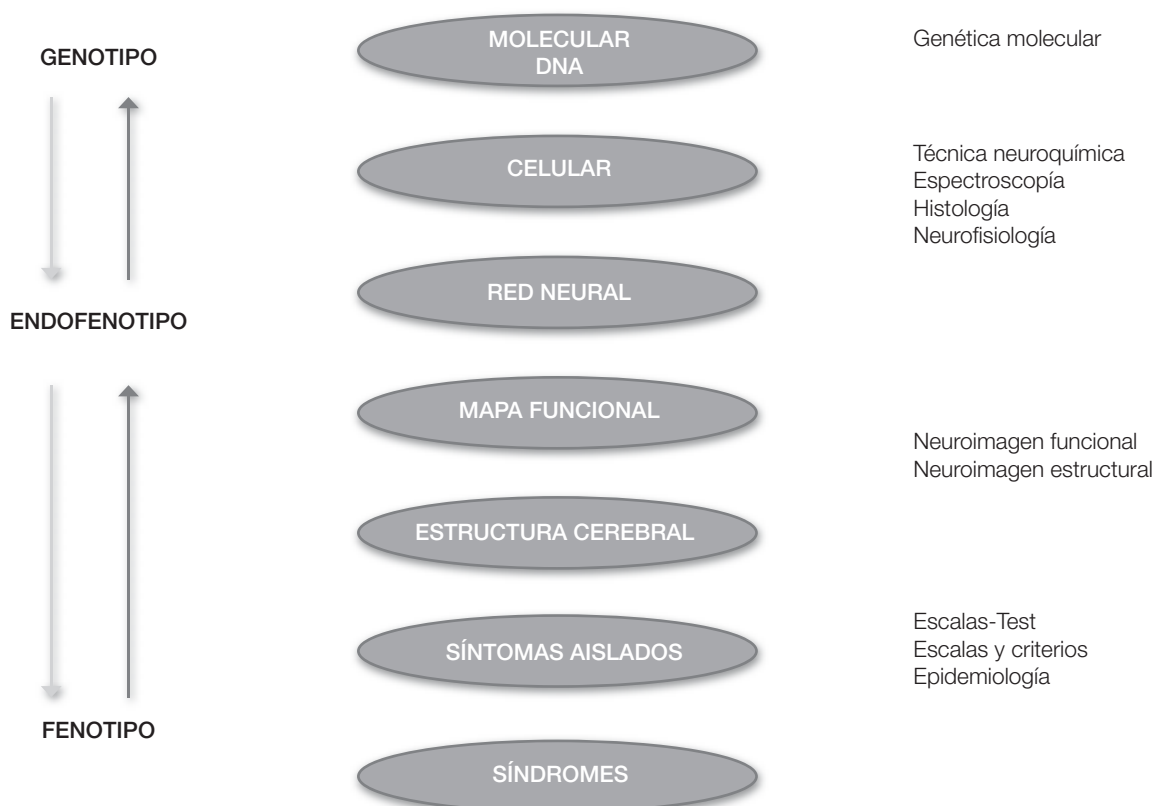 GENOTIPO
ENDOFENOTIPO
FENOTIPO
MOLECULAR
DNA
CELULAR
RED NEURAL
MAPA FUNCIONAL
ESTRUCTURA CEREBRAL
SÍNTOMAS AISLADOS
SÍNDROMES
Genética molecular
Técnica neuroquímica
Espectroscopía
Histología
Neurofisiología
Neuroimagen funcional
Neuroimagen estructural
Escalas-Test
Escalas y criterios
Epidemiología